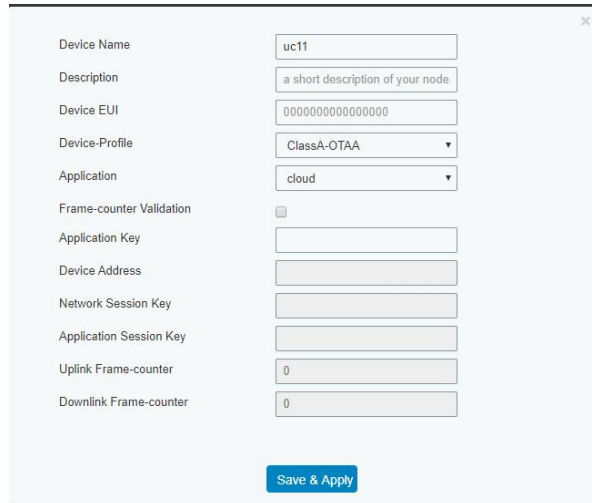 ×
Device Name uc11
Description a short description of your node
Device EUI 0000000000000000
Device-Profile ClassA-OTAA
Application cloud
Frame-counter Validation
Application Key
Device Address
Network Session Key
Application Session Key
Uplink Frame-counter 0
Downlink Frame-counter 0
Save & Apply